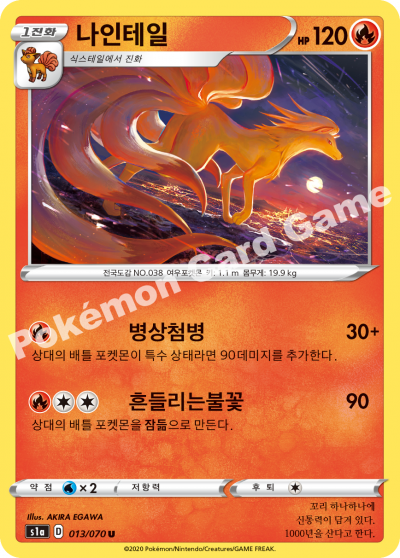 1진화
나인테일
HP 120
식스테일에서 진화
전국도감 NO.038 여우포켓몬 키: 1.1 m 몸무게: 19.9 kg
Pokémon Card Game
병상첨병 30+
상대의 배틀 포켓몬이 특수 상태라면 90데미지를 추가한다.
흔들리는불꽃 90
상대의 배틀 포켓몬을 잠듦으로 만든다.
약점 ×2 저항력 후퇴
Illus. AKIRA EGAWA
s1a D 013/070 U
꼬리 하나하나에
신통력이 담겨 있다.
1000년을 산다고 한다.
©2020 Pokémon/Nintendo/Creatures/GAME FREAK.